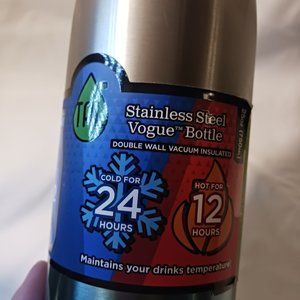 Stainless Steel
Vogue™ Bottle
DOUBLE WALL VACUUM INSULATED
COLD FOR
24
HOURS
HOT FOR
12
HOURS
Maintains your drinks temperature!